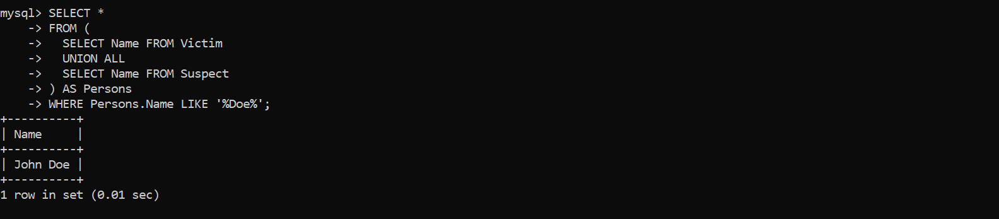 mysql> SELECT *
    -> FROM (
    ->   SELECT Name FROM Victim
    ->   UNION ALL
    ->   SELECT Name FROM Suspect
    -> ) AS Persons
    -> WHERE Persons.Name LIKE '%Doe%';
+----------+
| Name     |
+----------+
| John Doe |
+----------+
1 row in set (0.01 sec)